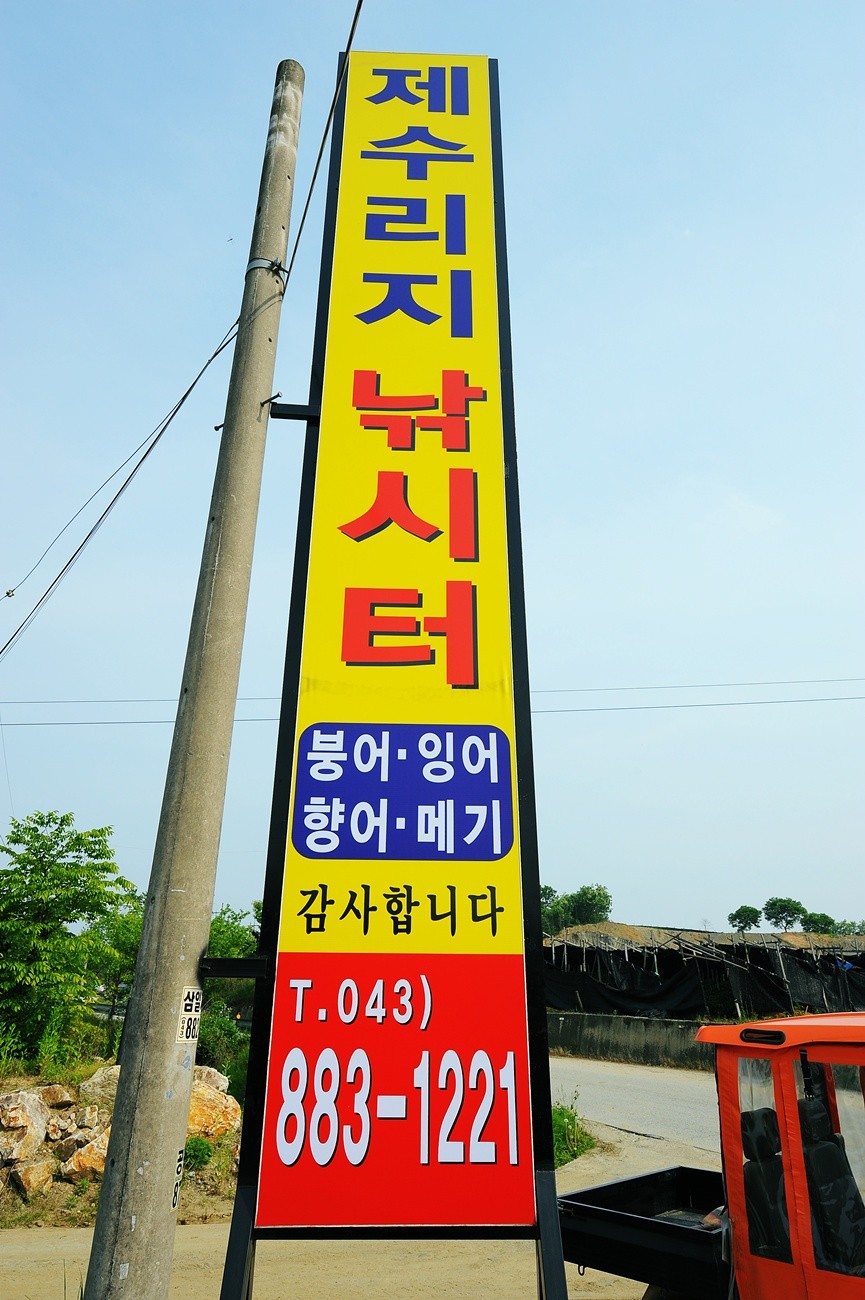 제수리지 낚시터
붕어·잉어
향어·메기
감사합니다
T.043)
883-1221